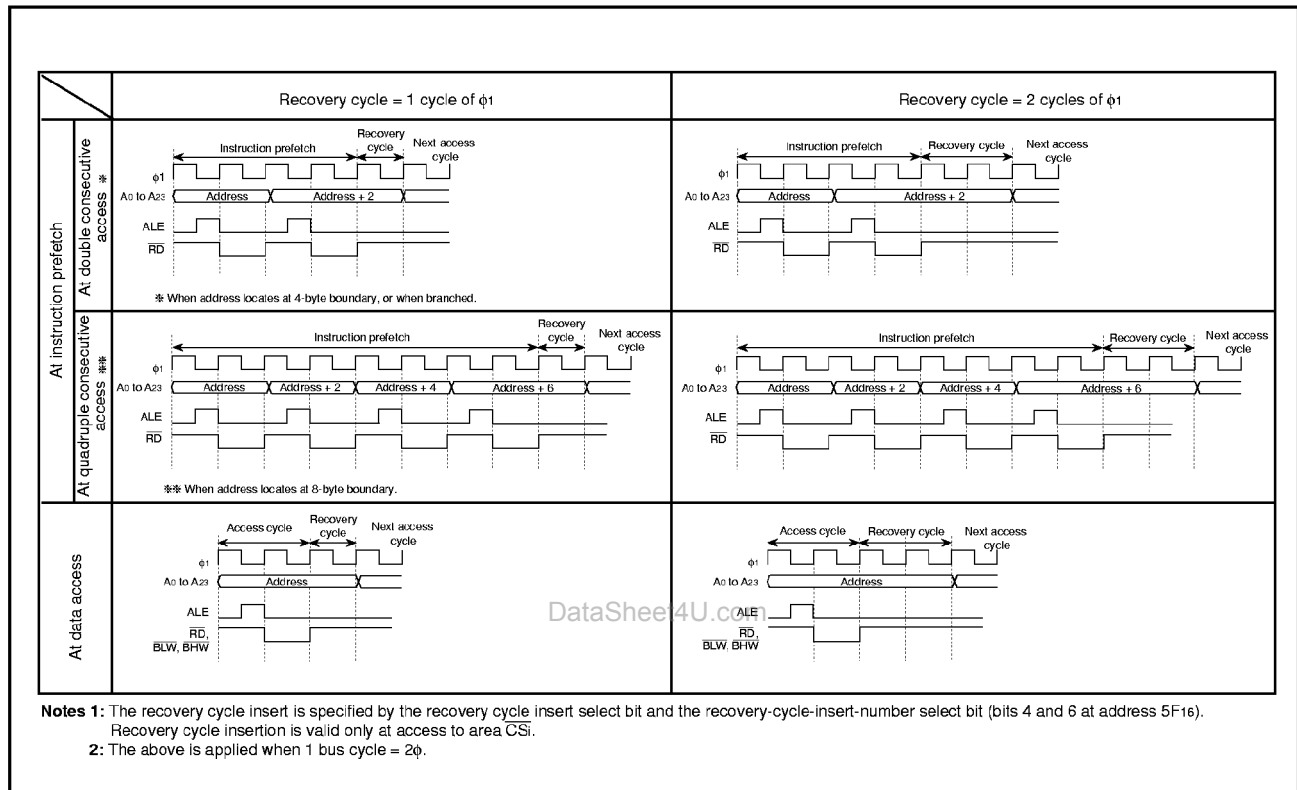 Recovery cycle = 1 cycle of ϕ1
Recovery cycle = 2 cycles of ϕ1
At instruction prefetch
At double consecutive access ※
Instruction prefetch
Recovery cycle
Next access cycle
ϕ1
A0 to A23
Address
Address + 2
ALE
RD
※ When address locates at 4-byte boundary, or when branched.
Instruction prefetch
Recovery cycle
Next access cycle
ϕ1
A0 to A23
Address
Address + 2
ALE
RD
At quadruple consecutive access ※※
Instruction prefetch
Recovery cycle
Next access cycle
ϕ1
A0 to A23
Address
Address + 2
Address + 4
Address + 6
ALE
RD
※※ When address locates at 8-byte boundary.
Instruction prefetch
Recovery cycle
Next access cycle
ϕ1
A0 to A23
Address
Address + 2
Address + 4
Address + 6
ALE
RD
At data access
Access cycle
Recovery cycle
Next access cycle
ϕ1
A0 to A23
Address
ALE
RD,
BLW, BHW
Access cycle
Recovery cycle
Next access cycle
ϕ1
A0 to A23
Address
ALE
RD,
BLW, BHW
DataSheet4U.com
Notes 1: The recovery cycle insert is specified by the recovery cycle insert select bit and the recovery-cycle-insert-number select bit (bits 4 and 6 at address 5F16).
Recovery cycle insertion is valid only at access to area CSi.
2: The above is applied when 1 bus cycle = 2ϕ.